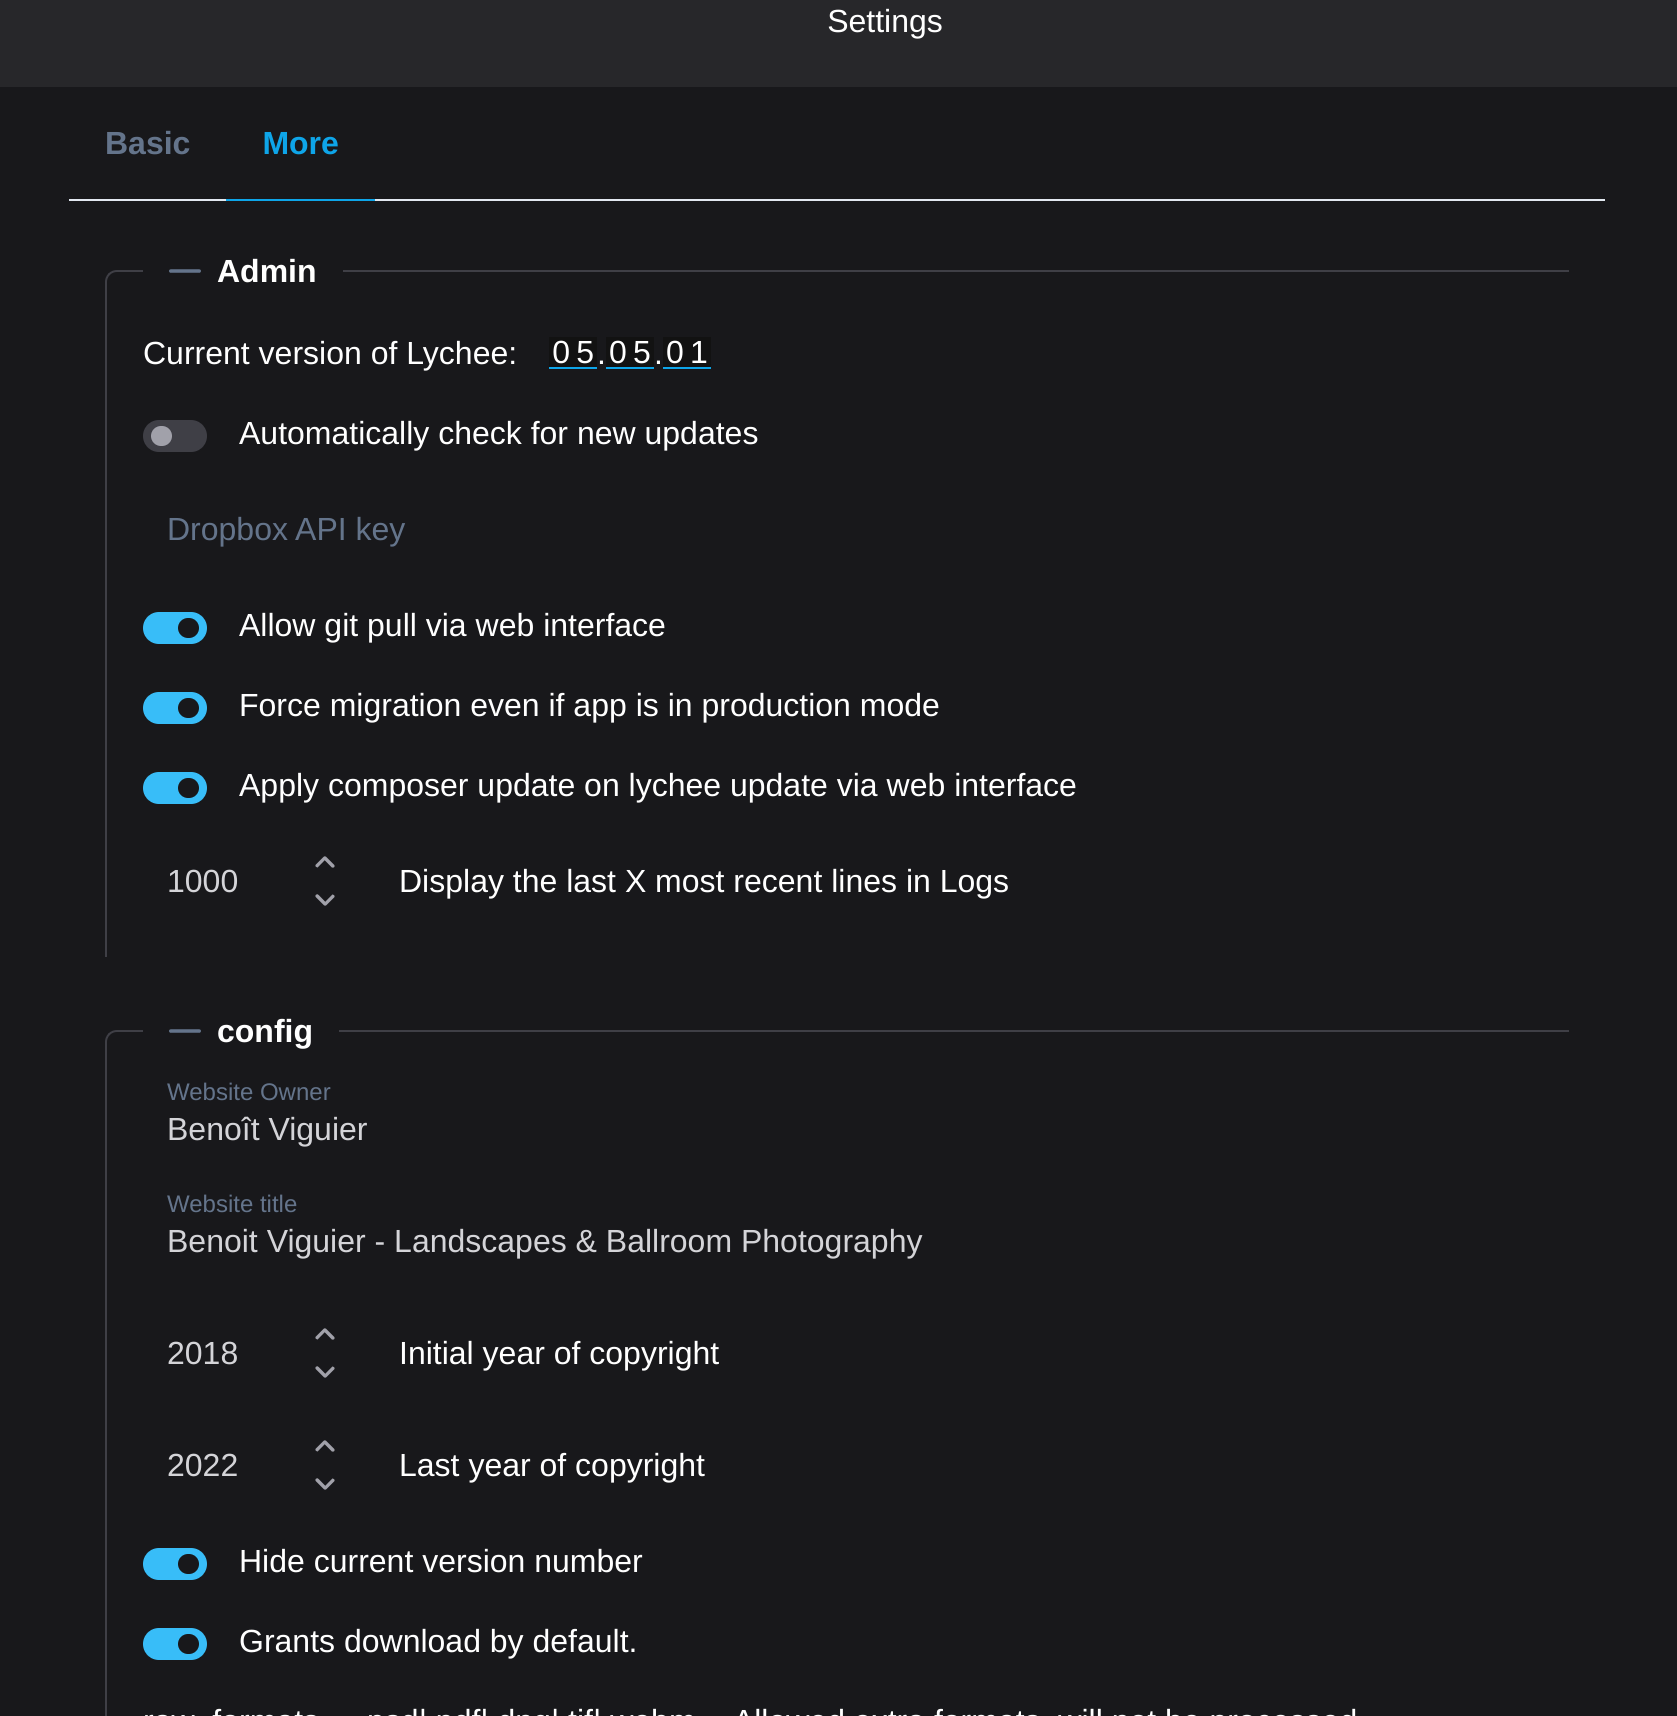 Settings
Basic More
Admin
Current version of Lychee: 05.05.01
Automatically check for new updates
Dropbox API key
Allow git pull via web interface
Force migration even if app is in production mode
Apply composer update on lychee update via web interface
1000 Display the last X most recent lines in Logs
config
Website Owner
Benoît Viguier
Website title
Benoit Viguier - Landscapes & Ballroom Photography
2018 Initial year of copyright
2022 Last year of copyright
Hide current version number
Grants download by default.